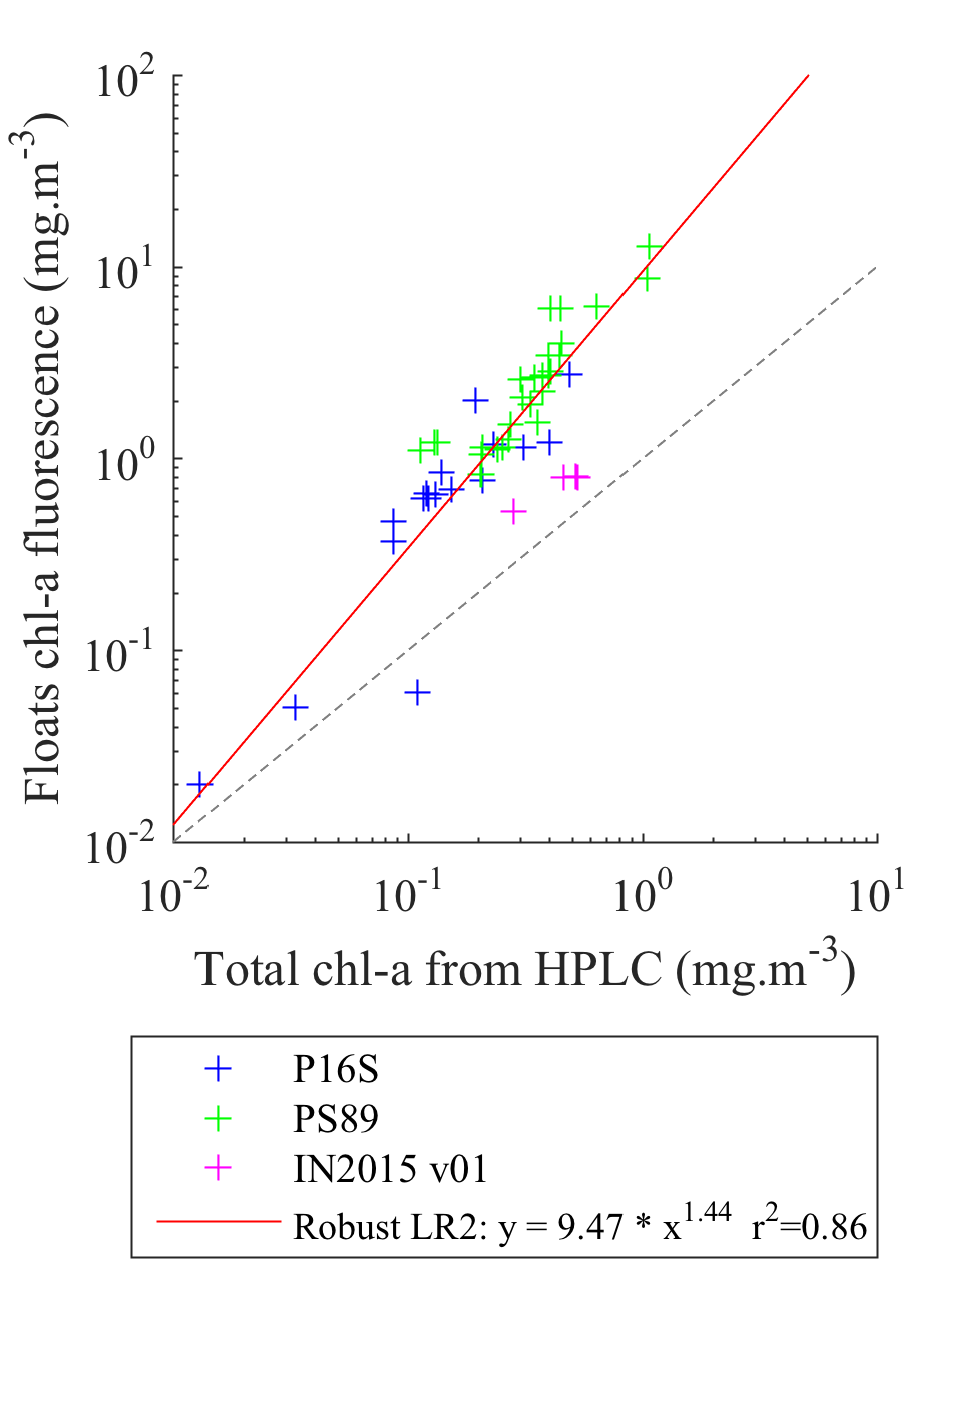 10^2
10^1
10^0
10^-1
10^-2
Floats chl-a fluorescence (mg.m^-3)
10^-2 10^-1 10^0 10^1
Total chl-a from HPLC (mg.m^-3)
P16S
PS89
IN2015 v01
Robust LR2: y = 9.47 * x^1.44 r^2=0.86